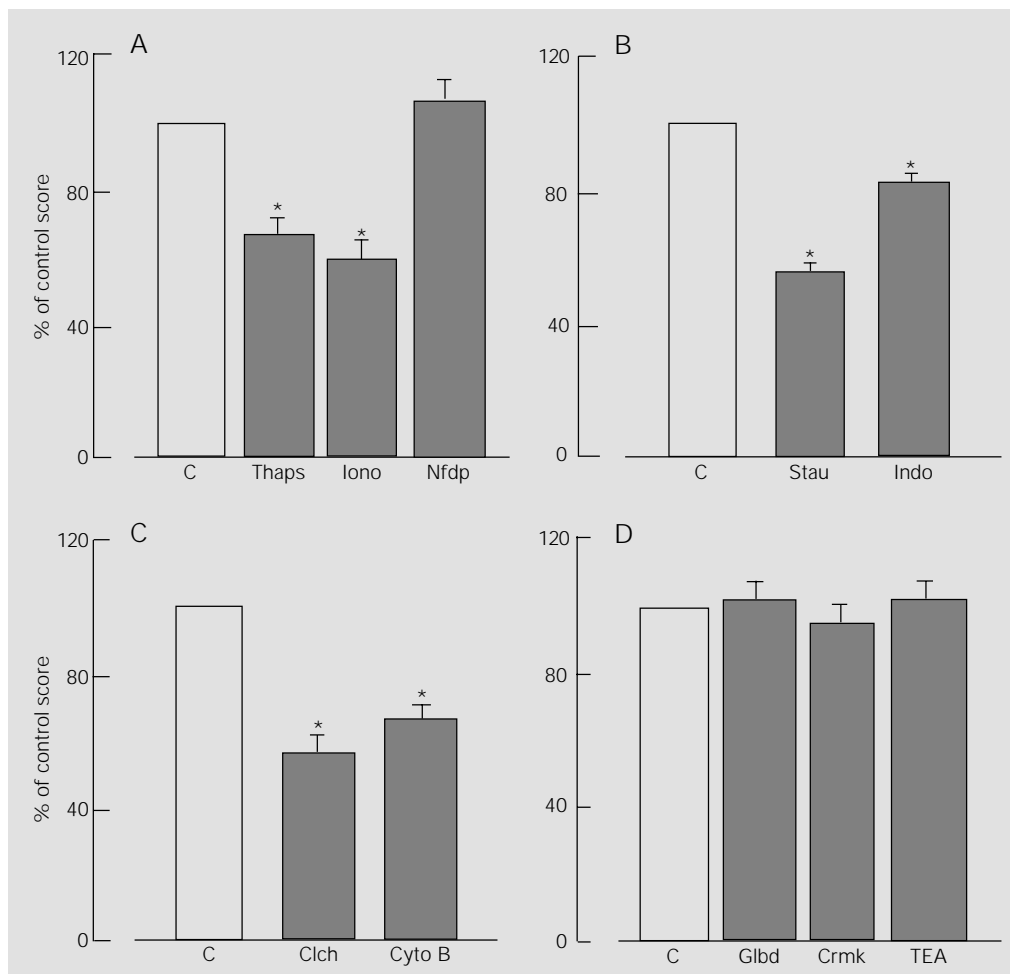 A
% of control score
120
80
40
0
*
*
C Thaps Iono Nfdp
B
120
80
40
0
*
*
C Stau Indo
C
% of control score
120
80
40
0
*
*
C Clch Cyto B
D
120
80
40
0
C Glbd Crmk TEA